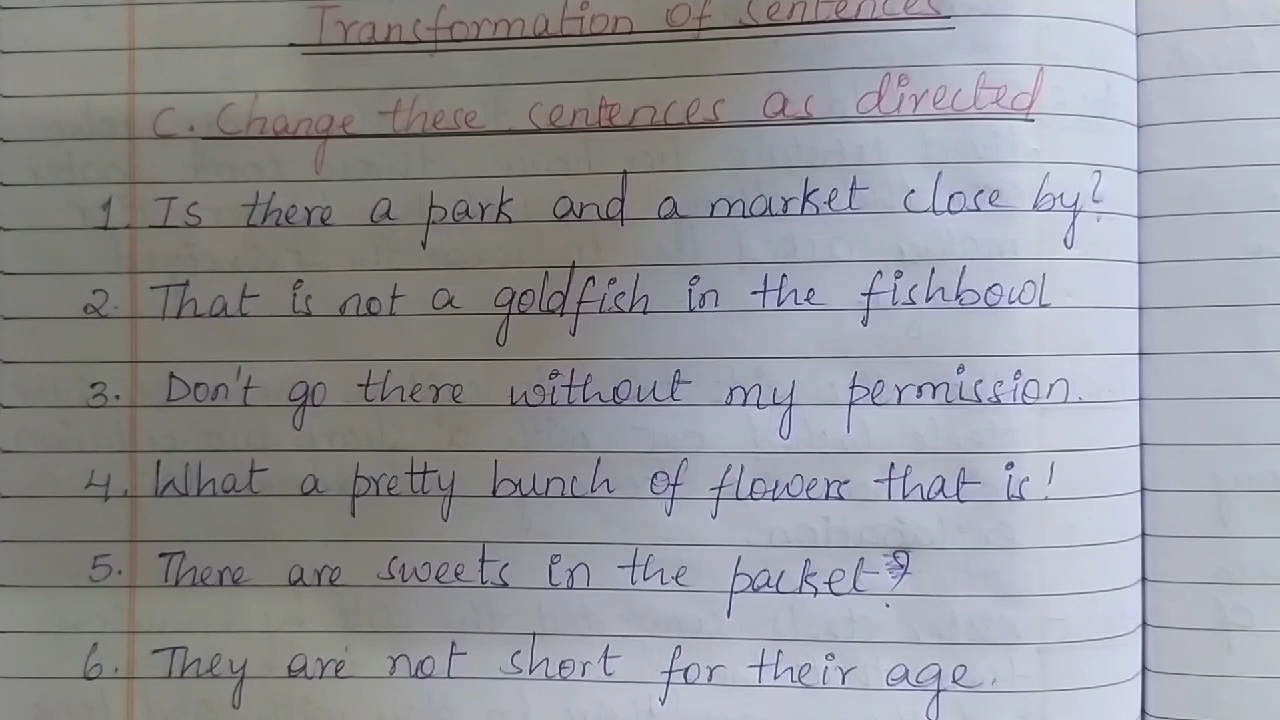 Transformation of Sentences
C. Change these sentences as directed
1. Is there a park and a market close by?
2. That is not a goldfish in the fishbowl
3. Don't go there without my permission.
4. What a pretty bunch of flowers that is!
5. There are sweets in the packet?
6. They are not short for their age.